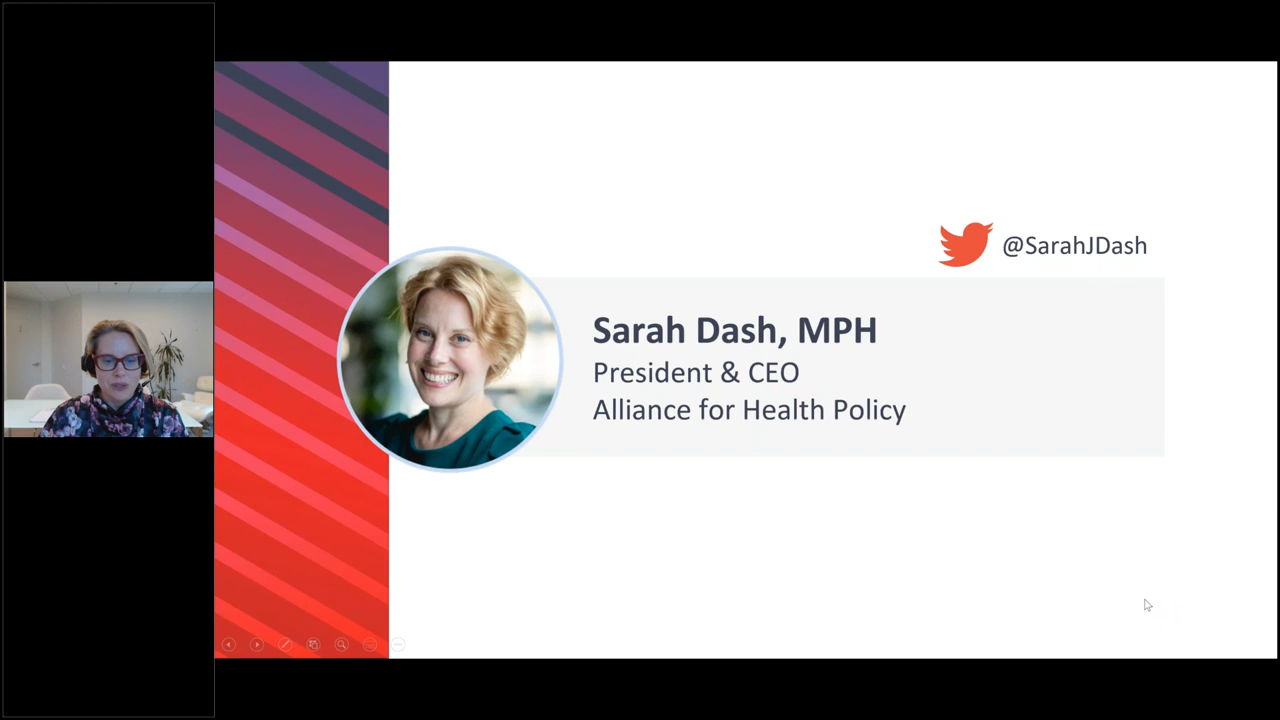 @SarahJDash
Sarah Dash, MPH
President & CEO
Alliance for Health Policy